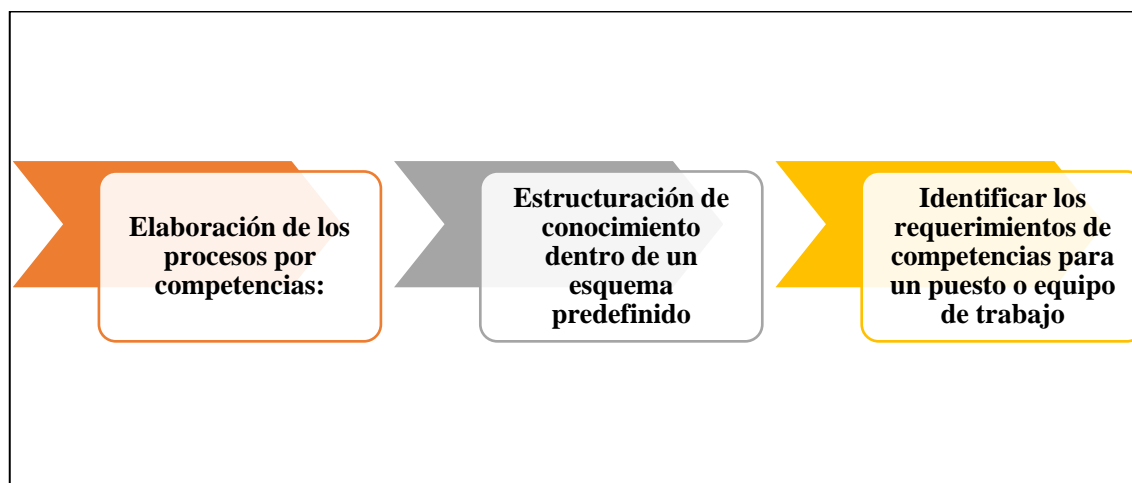 Elaboración de los
procesos por
competencias:
Estructuración de
conocimiento
dentro de un
esquema
predefinido
Identificar los
requerimientos de
competencias para
un puesto o equipo
de trabajo